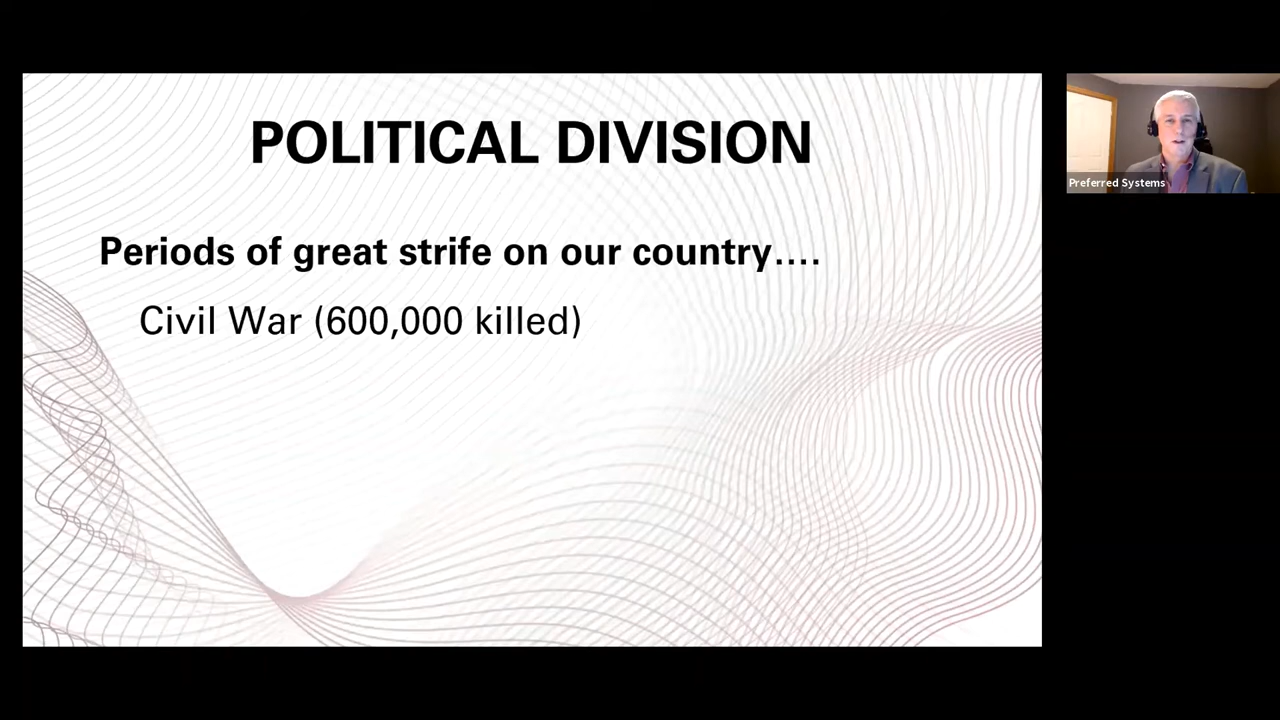 POLITICAL DIVISION
Periods of great strife on our country....
Civil War (600,000 killed)
Preferred Systems